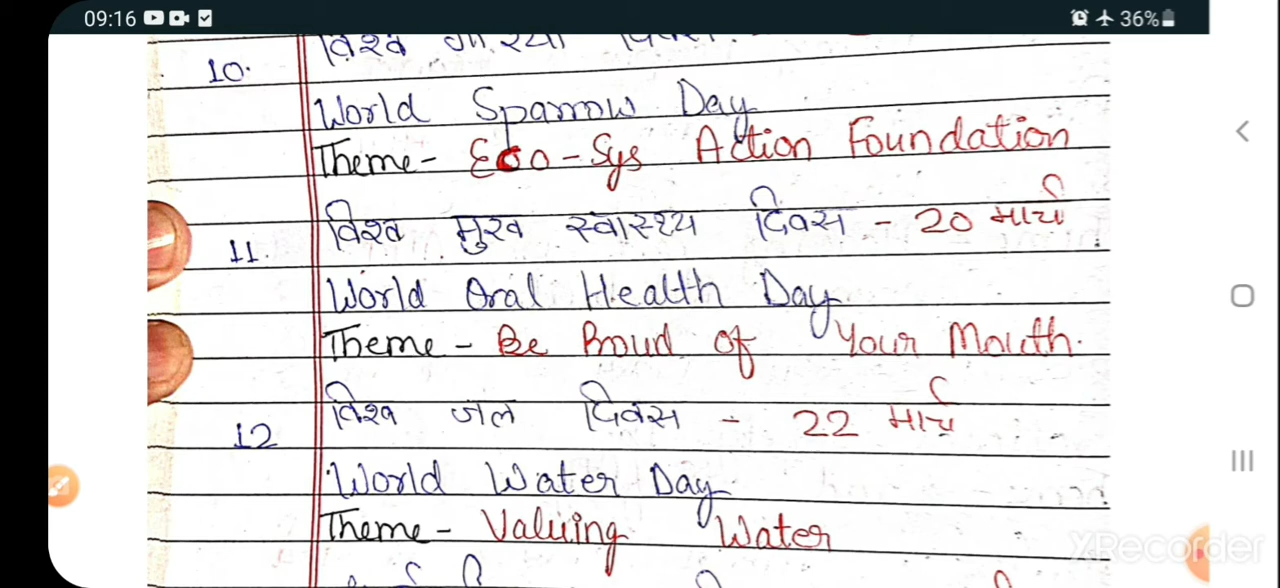 09:16 36%
10.
World Sparrow Day
Theme - Eco-Sys Action Foundation
11. विश्व मुख स्वास्थ्य दिवस - 20 मार्च
World Oral Health Day
Theme - Be Proud of Your Mouth.
12 विश्व जल दिवस - 22 मार्च
World Water Day
Theme - Valuing Water
XRecorder